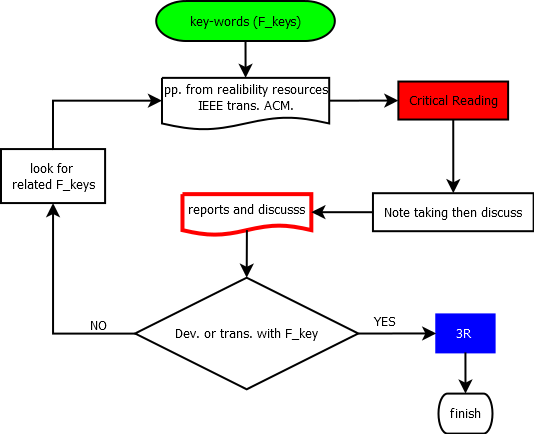 key-words (F_keys)
pp. from realibility resources
IEEE trans. ACM.
Critical Reading
look for
related F_keys
reports and discusss
Note taking then discuss
NO
Dev. or trans. with F_key
YES
3R
finish